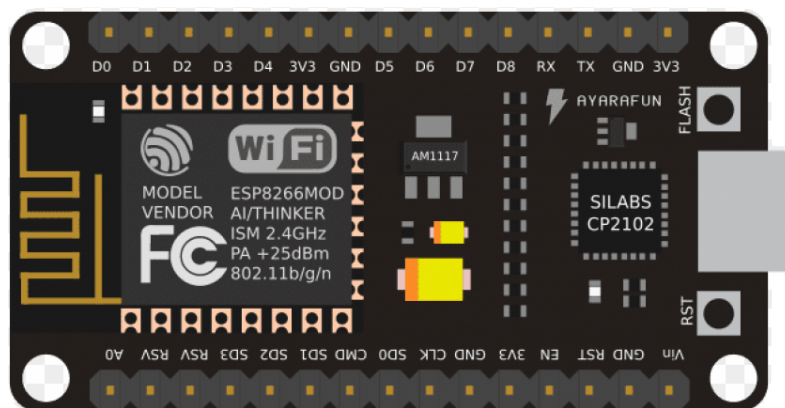 D0 D1 D2 D3 D4 3V3 GND D5 D6 D7 D8 RX TX GND 3V3
AYARAFUN
FLASH
WiFi
AM1117
MODEL
VENDOR
FC
ESP8266MOD
AI/THINKER
ISM 2.4GHz
PA +25dBm
802.11b/g/n
SILABS
CP2102
RST
A0 RSV RSV SD3 SD2 SD1 CMD SD0 CLK GND 3V3 EN RST GND Vin